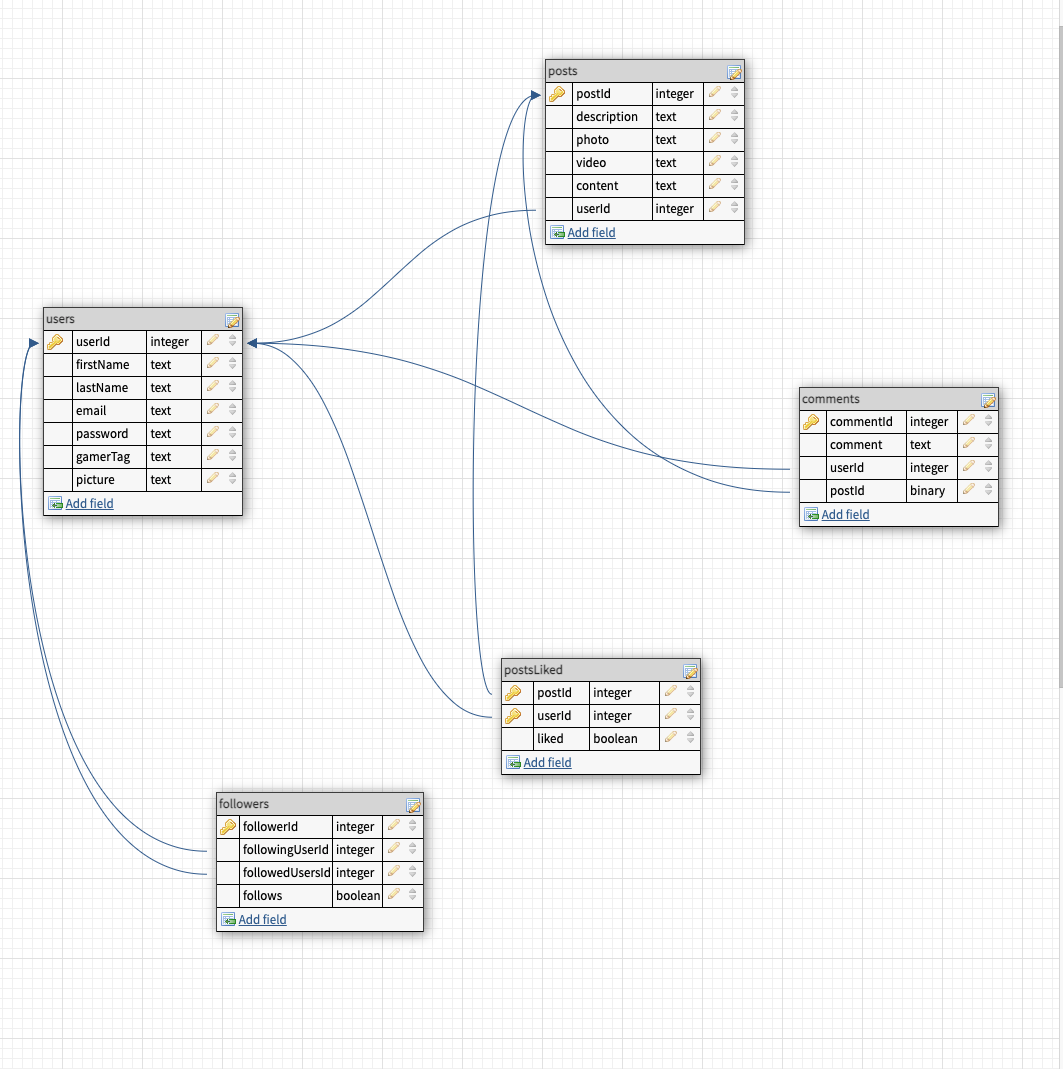 posts
postId integer
description text
photo text
video text
content text
userId integer
Add field
users
userId integer
firstName text
lastName text
email text
password text
gamerTag text
picture text
Add field
comments
commentId integer
comment text
userId integer
postId binary
Add field
postsLiked
postId integer
userId integer
liked boolean
Add field
followers
followerId integer
followingUserId integer
followedUsersId integer
follows boolean
Add field